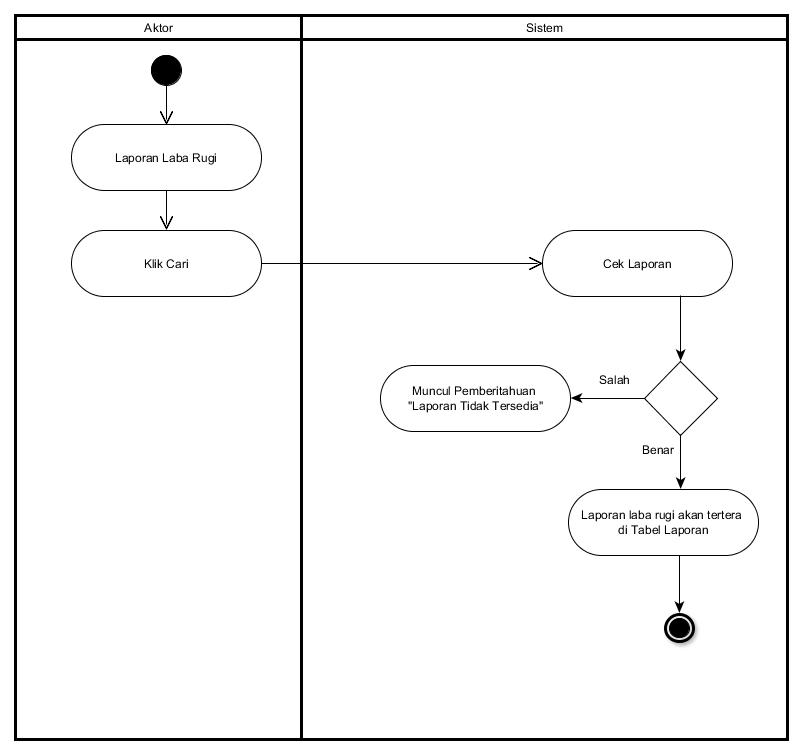 Aktor
Sistem
Laporan Laba Rugi
Klik Cari
Cek Laporan
Salah
Muncul Pemberitahuan
"Laporan Tidak Tersedia"
Benar
Laporan laba rugi akan tertera
di Tabel Laporan